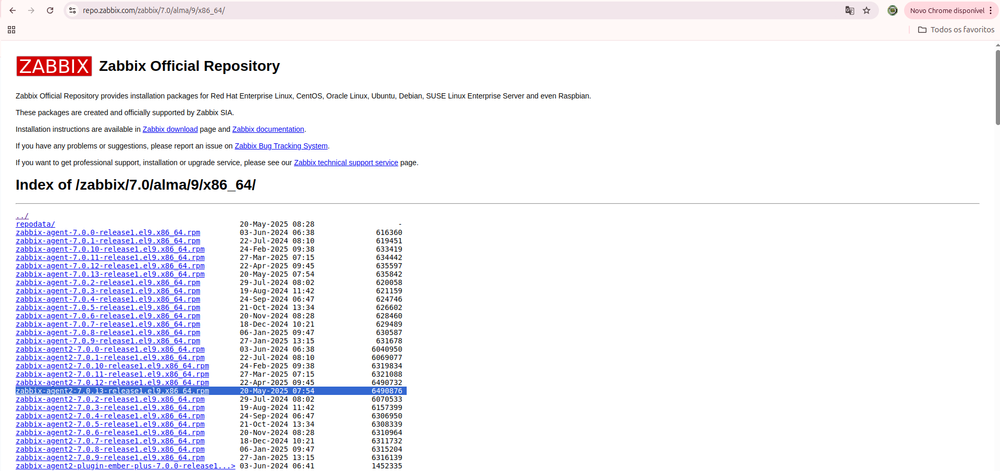 repo.zabbix.com/zabbix/7.0/alma/9/x86_64/
Novo Chrome disponível
Todos os favoritos
ZABBIX Zabbix Official Repository
Zabbix Official Repository provides installation packages for Red Hat Enterprise Linux, CentOS, Oracle Linux, Ubuntu, Debian, SUSE Linux Enterprise Server and even Raspbian.
These packages are created and officially supported by Zabbix SIA.
Installation instructions are available in Zabbix download page and Zabbix documentation.
If you have any problems or suggestions, please report an issue on Zabbix Bug Tracking System.
If you want to get professional support, installation or upgrade service, please see our Zabbix technical support service page.
Index of /zabbix/7.0/alma/9/x86_64/
../
repodata/ 20-May-2025 08:28 -
zabbix-agent-7.0.0-release1.el9.x86_64.rpm 03-Jun-2024 06:38 616360
zabbix-agent-7.0.1-release1.el9.x86_64.rpm 22-Jul-2024 08:10 619451
zabbix-agent-7.0.10-release1.el9.x86_64.rpm 24-Feb-2025 09:38 633419
zabbix-agent-7.0.11-release1.el9.x86_64.rpm 27-Mar-2025 07:15 634442
zabbix-agent-7.0.12-release1.el9.x86_64.rpm 22-Apr-2025 09:45 635597
zabbix-agent-7.0.13-release1.el9.x86_64.rpm 20-May-2025 07:54 635842
zabbix-agent-7.0.2-release1.el9.x86_64.rpm 29-Jul-2024 08:02 620058
zabbix-agent-7.0.3-release1.el9.x86_64.rpm 19-Aug-2024 11:42 621159
zabbix-agent-7.0.4-release1.el9.x86_64.rpm 24-Sep-2024 06:47 624746
zabbix-agent-7.0.5-release1.el9.x86_64.rpm 21-Oct-2024 13:34 626602
zabbix-agent-7.0.6-release1.el9.x86_64.rpm 20-Nov-2024 08:28 628460
zabbix-agent-7.0.7-release1.el9.x86_64.rpm 18-Dec-2024 10:21 629489
zabbix-agent-7.0.8-release1.el9.x86_64.rpm 06-Jan-2025 09:47 630587
zabbix-agent-7.0.9-release1.el9.x86_64.rpm 27-Jan-2025 13:15 631678
zabbix-agent2-7.0.0-release1.el9.x86_64.rpm 03-Jun-2024 06:38 6040950
zabbix-agent2-7.0.1-release1.el9.x86_64.rpm 22-Jul-2024 08:10 6069077
zabbix-agent2-7.0.10-release1.el9.x86_64.rpm 24-Feb-2025 09:38 6319834
zabbix-agent2-7.0.11-release1.el9.x86_64.rpm 27-Mar-2025 07:15 6321088
zabbix-agent2-7.0.12-release1.el9.x86_64.rpm 22-Apr-2025 09:45 6490732
zabbix-agent2-7.0.13-release1.el9.x86_64.rpm 20-May-2025 07:54 6490876
zabbix-agent2-7.0.2-release1.el9.x86_64.rpm 29-Jul-2024 08:02 6070533
zabbix-agent2-7.0.3-release1.el9.x86_64.rpm 19-Aug-2024 11:42 6157399
zabbix-agent2-7.0.4-release1.el9.x86_64.rpm 24-Sep-2024 06:47 6306950
zabbix-agent2-7.0.5-release1.el9.x86_64.rpm 21-Oct-2024 13:34 6308339
zabbix-agent2-7.0.6-release1.el9.x86_64.rpm 20-Nov-2024 08:28 6310964
zabbix-agent2-7.0.7-release1.el9.x86_64.rpm 18-Dec-2024 10:21 6311732
zabbix-agent2-7.0.8-release1.el9.x86_64.rpm 06-Jan-2025 09:47 6315204
zabbix-agent2-7.0.9-release1.el9.x86_64.rpm 27-Jan-2025 13:15 6316139
zabbix-agent2-plugin-ember-plus-7.0.0-release1...> 03-Jun-2024 06:41 1452335